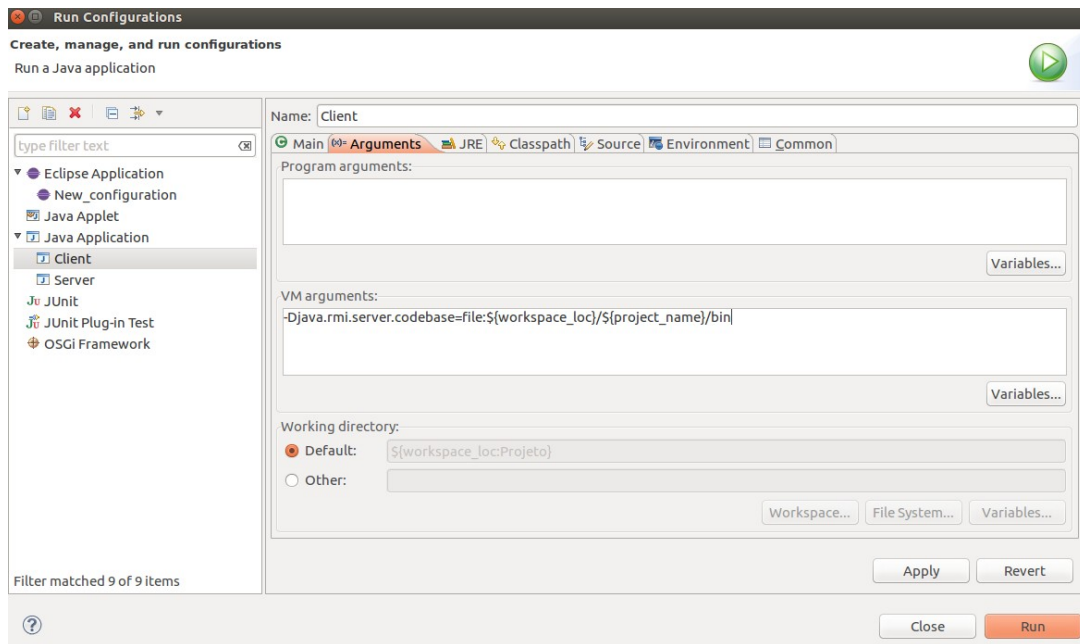 Run Configurations
Create, manage, and run configurations
Run a Java application
Name: Client
type filter text
Main (x)= Arguments JRE Classpath Source Environment Common
Program arguments:
Eclipse Application
New_configuration
Java Applet
Java Application
Client
Server
JU JUnit
JU JUnit Plug-in Test
OSGi Framework
Variables...
VM arguments:
-Djava.rmi.server.codebase=file:${workspace_loc}/${project_name}/bin
Variables...
Working directory:
Default: ${workspace_loc:Projeto}
Other:
Workspace... File System... Variables...
Filter matched 9 of 9 items
Apply Revert
? Close Run